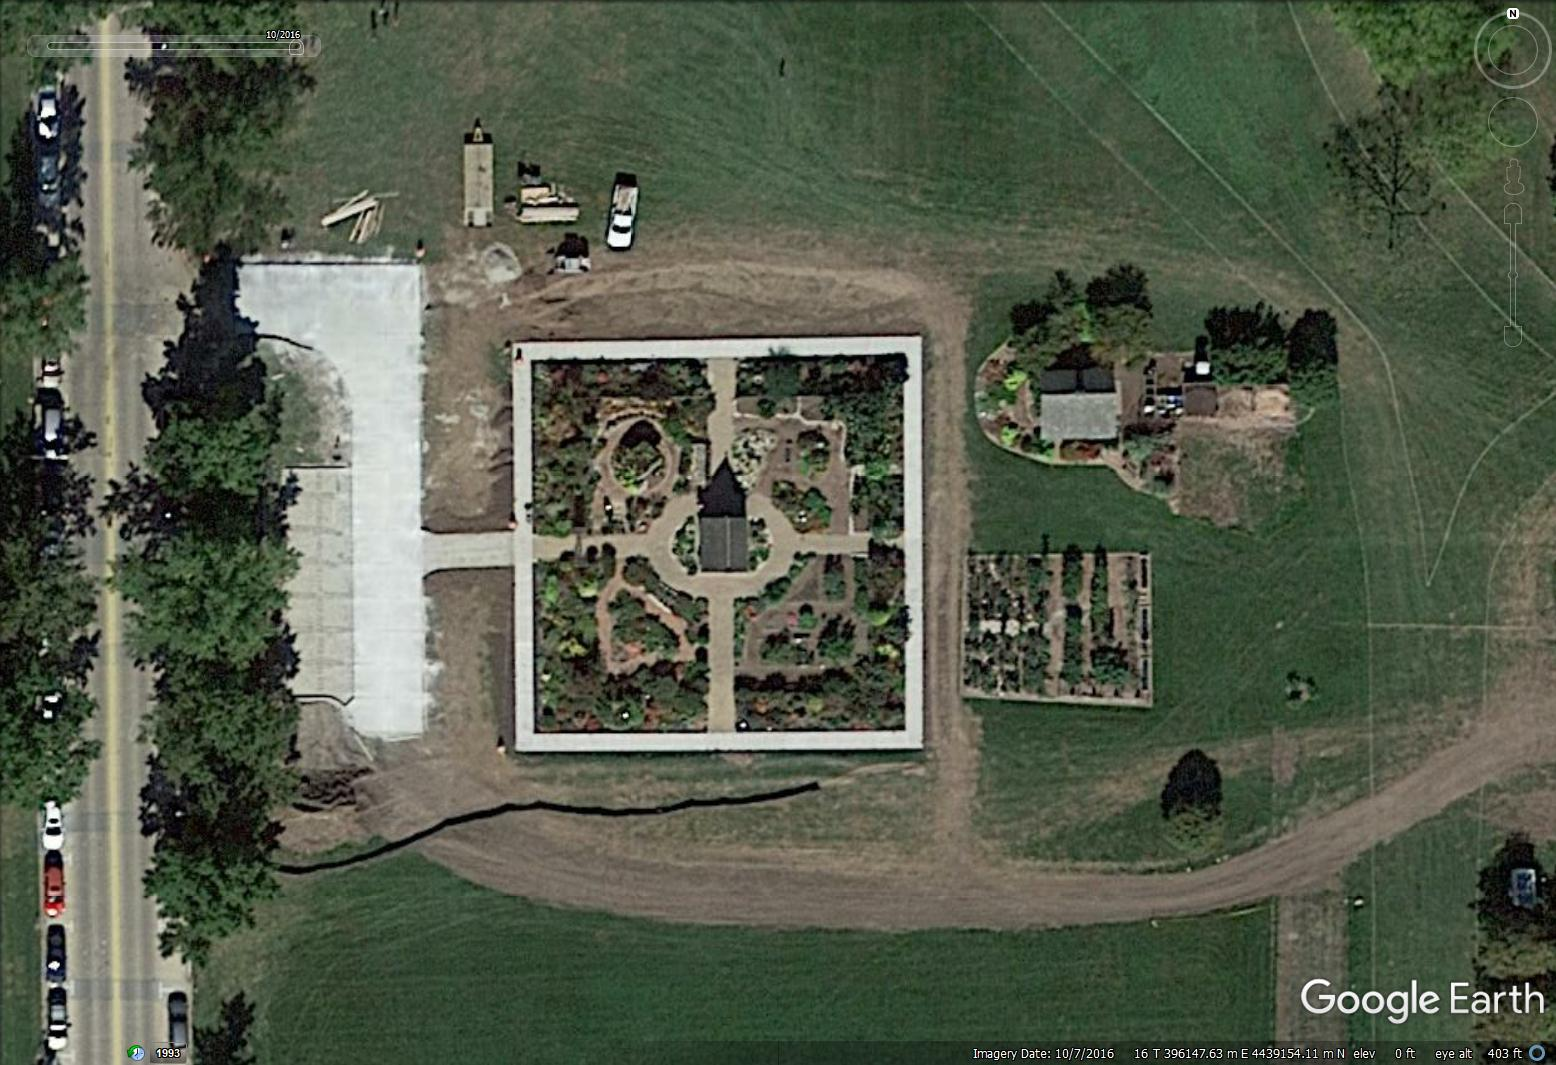 10/2016
N
Google Earth
1993
Imagery Date: 10/7/2016 16 T 396147.63 m E 4439154.11 m N elev 0 ft eye alt 403 ft